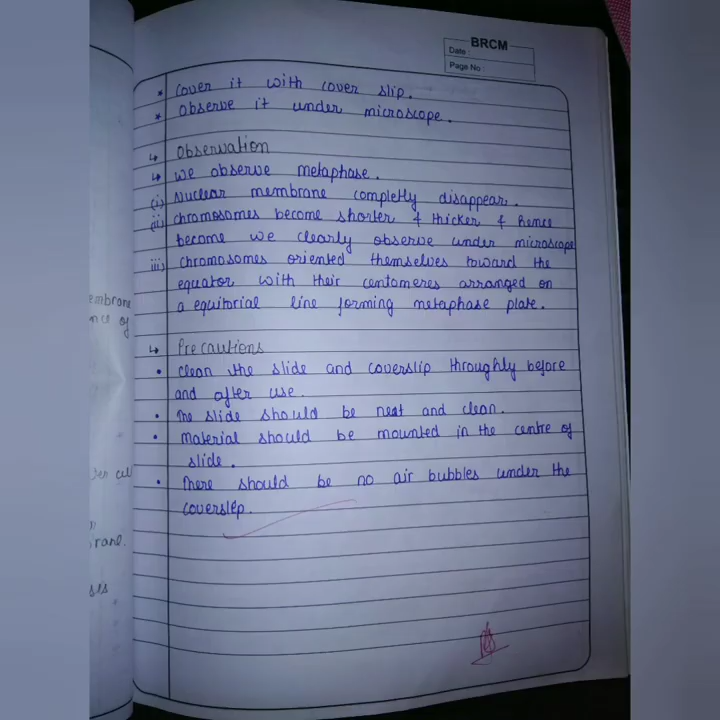 BRCM
Date :
Page No :
* Cover it with cover slip.
* Observe it under microscope.
↳ Observation
↳ we observe metaphase.
(i) Nuclear membrane completly disappear.
(ii) chromosomes become shorter & thicker & hence
become we clearly observe under microscope
iii) chromosomes oriented themselves toward the
equator with their centomeres arranged on
a equitorial line forming metaphase plate.
↳ Precautions
• clean the slide and coverslip throughly before
and after use.
• The slide should be neat and clean.
• Material should be mounted in the centre of
slide.
• There should be no air bubbles under the
coverslip.
embrane
nce of